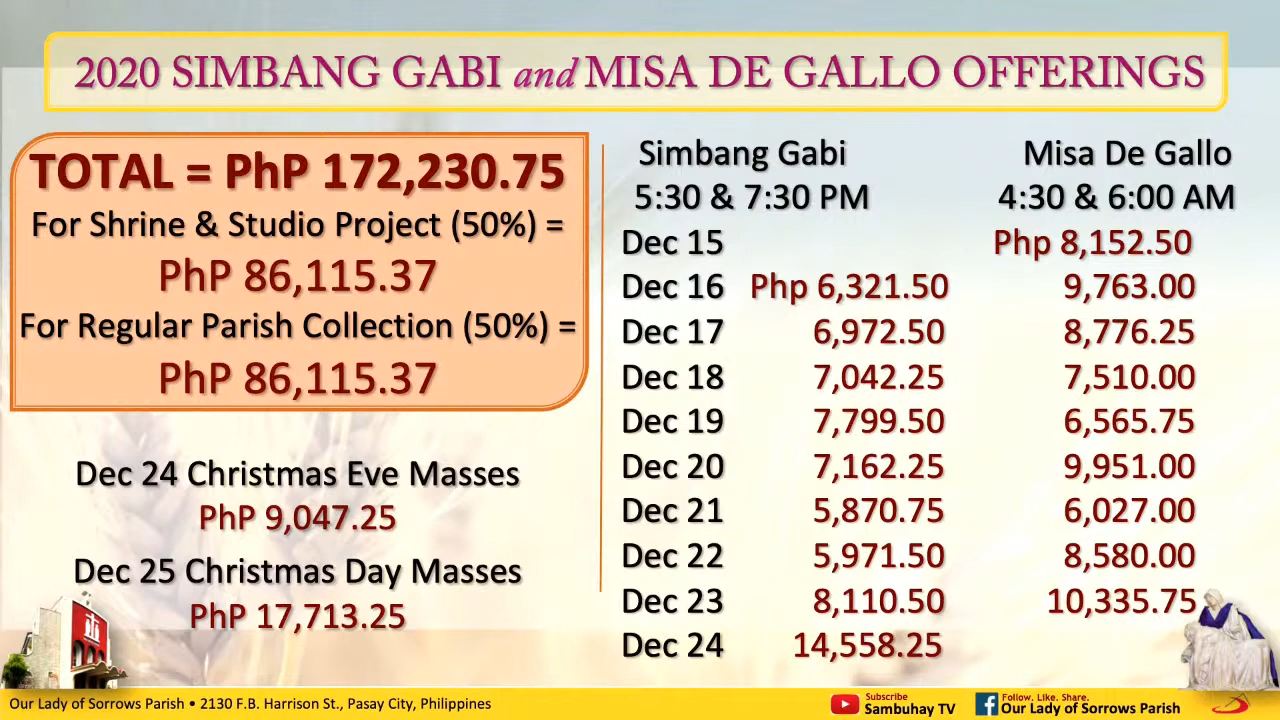 2020 SIMBANG GABI and MISA DE GALLO OFFERINGS
TOTAL = PhP 172,230.75
For Shrine & Studio Project (50%) =
PhP 86,115.37
For Regular Parish Collection (50%) =
PhP 86,115.37
Dec 24 Christmas Eve Masses
PhP 9,047.25
Dec 25 Christmas Day Masses
PhP 17,713.25
Simbang Gabi Misa De Gallo
5:30 & 7:30 PM 4:30 & 6:00 AM
Dec 15 Php 8,152.50
Dec 16 Php 6,321.50 9,763.00
Dec 17 6,972.50 8,776.25
Dec 18 7,042.25 7,510.00
Dec 19 7,799.50 6,565.75
Dec 20 7,162.25 9,951.00
Dec 21 5,870.75 6,027.00
Dec 22 5,971.50 8,580.00
Dec 23 8,110.50 10,335.75
Dec 24 14,558.25
Our Lady of Sorrows Parish • 2130 F.B. Harrison St., Pasay City, Philippines
Subscribe
Sambuhay TV
Follow. Like. Share.
Our Lady of Sorrows Parish